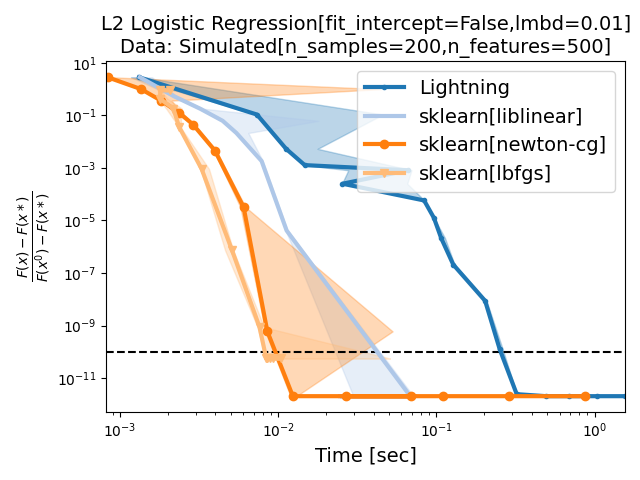 L2 Logistic Regression[fit_intercept=False,lmbd=0.01]
Data: Simulated[n_samples=200,n_features=500]
10¹
10⁻¹
10⁻³
10⁻⁵
10⁻⁷
10⁻⁹
10⁻¹¹
F(x) − F(x*)
F(x⁰) − F(x*)
Lightning
sklearn[liblinear]
sklearn[newton-cg]
sklearn[lbfgs]
10⁻³ 10⁻² 10⁻¹ 10⁰
Time [sec]